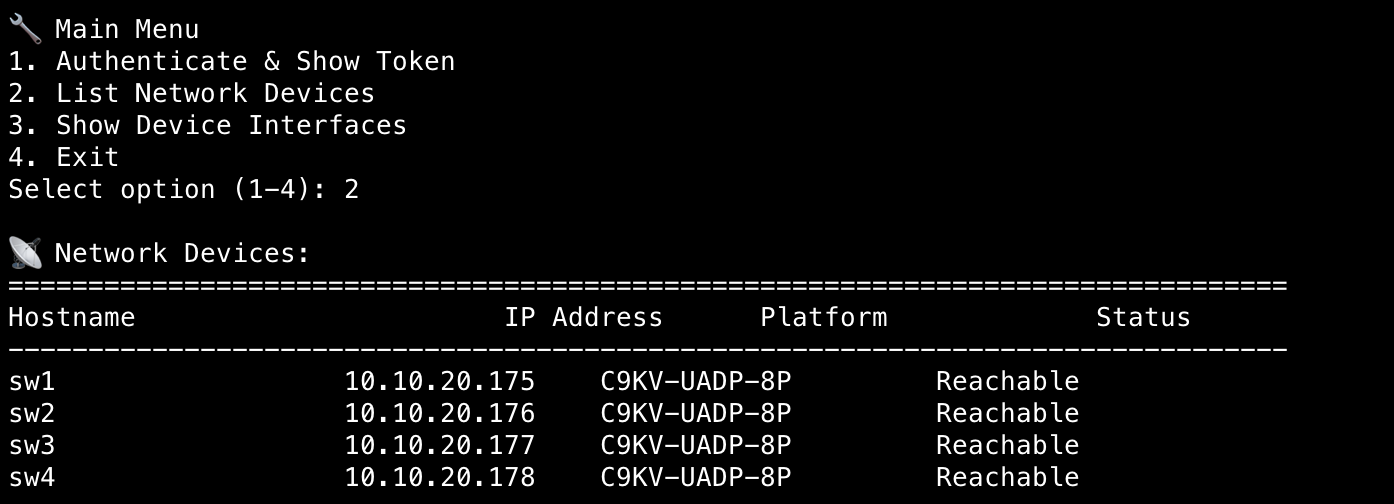 🔧 Main Menu
1. Authenticate & Show Token
2. List Network Devices
3. Show Device Interfaces
4. Exit
Select option (1-4): 2
📡 Network Devices:
================================================================================
Hostname                       IP Address      Platform             Status
--------------------------------------------------------------------------------
sw1                  10.10.20.175    C9KV-UADP-8P         Reachable
sw2                  10.10.20.176    C9KV-UADP-8P         Reachable
sw3                  10.10.20.177    C9KV-UADP-8P         Reachable
sw4                  10.10.20.178    C9KV-UADP-8P         Reachable